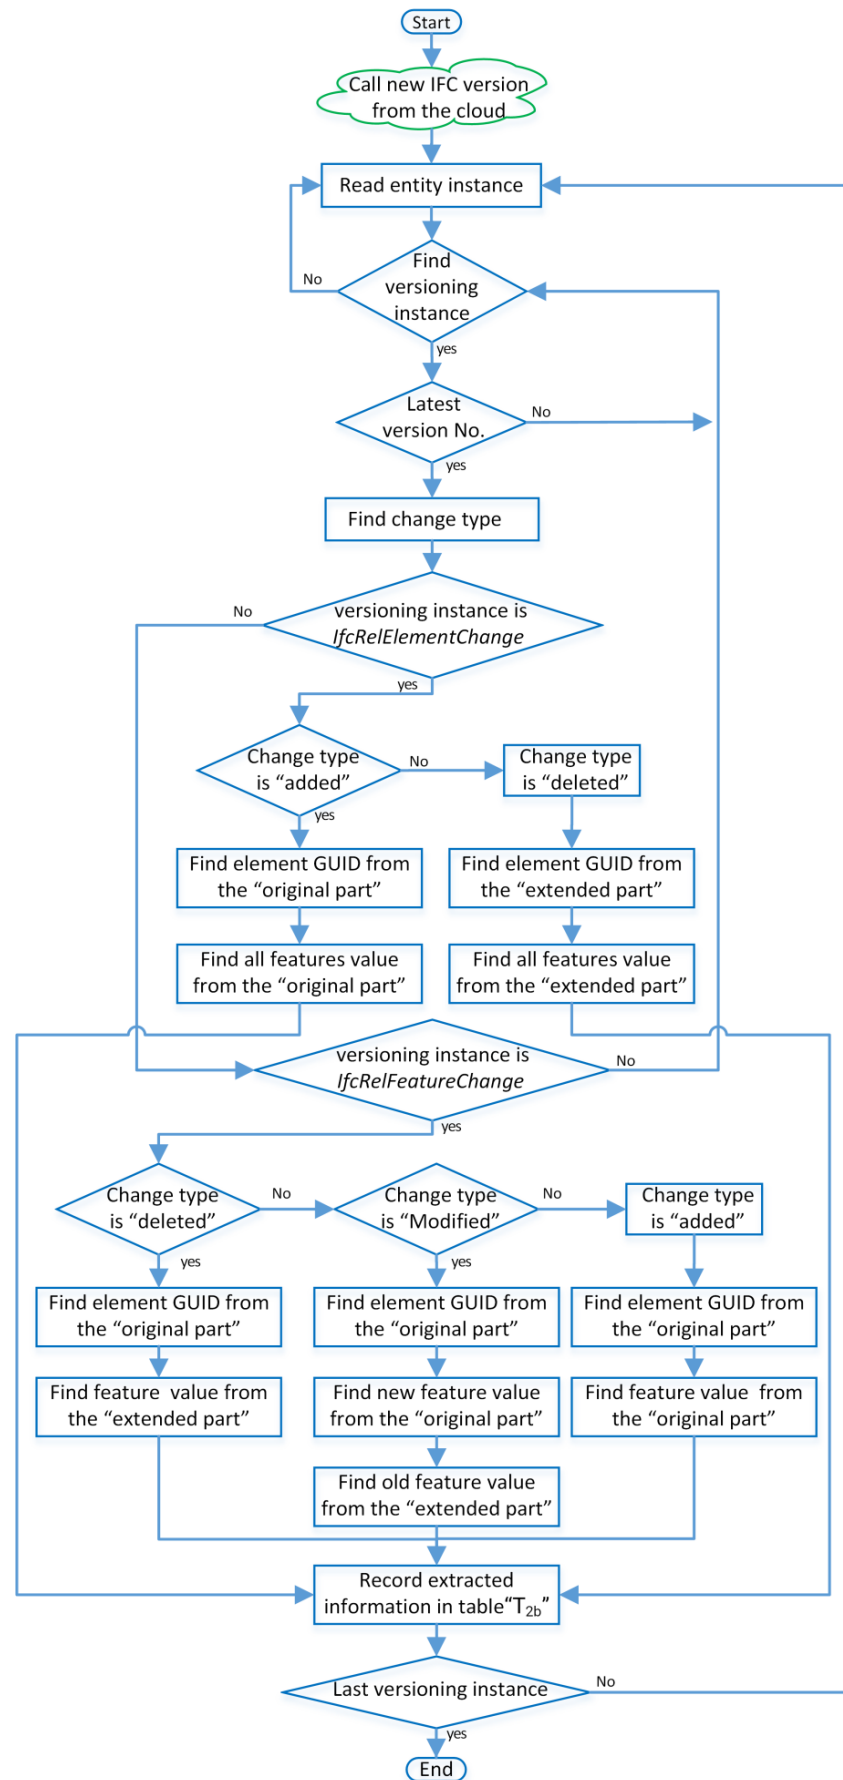 Start
Call new IFC version
from the cloud
Read entity instance
Find
versioning
instance
No
yes
Latest
version No.
No
yes
Find change type
versioning instance is
IfcRelElementChange
No
yes
Change type
is “added”
No
Change type
is “deleted”
yes
Find element GUID from
the “original part”
Find element GUID from
the “extended part”
Find all features value
from the “original part”
Find all features value
from the “extended part”
versioning instance is
IfcRelFeatureChange
No
yes
Change type
is “deleted”
No
Change type
is “Modified”
No
Change type
is “added”
yes
yes
Find element GUID from
the “original part”
Find element GUID from
the “original part”
Find element GUID from
the “original part”
Find feature value from
the “extended part”
Find new feature value
from the “original part”
Find feature value from
the “original part”
Find old feature value
from the “extended part”
Record extracted
information in table“T2b”
Last versioning instance
No
yes
End